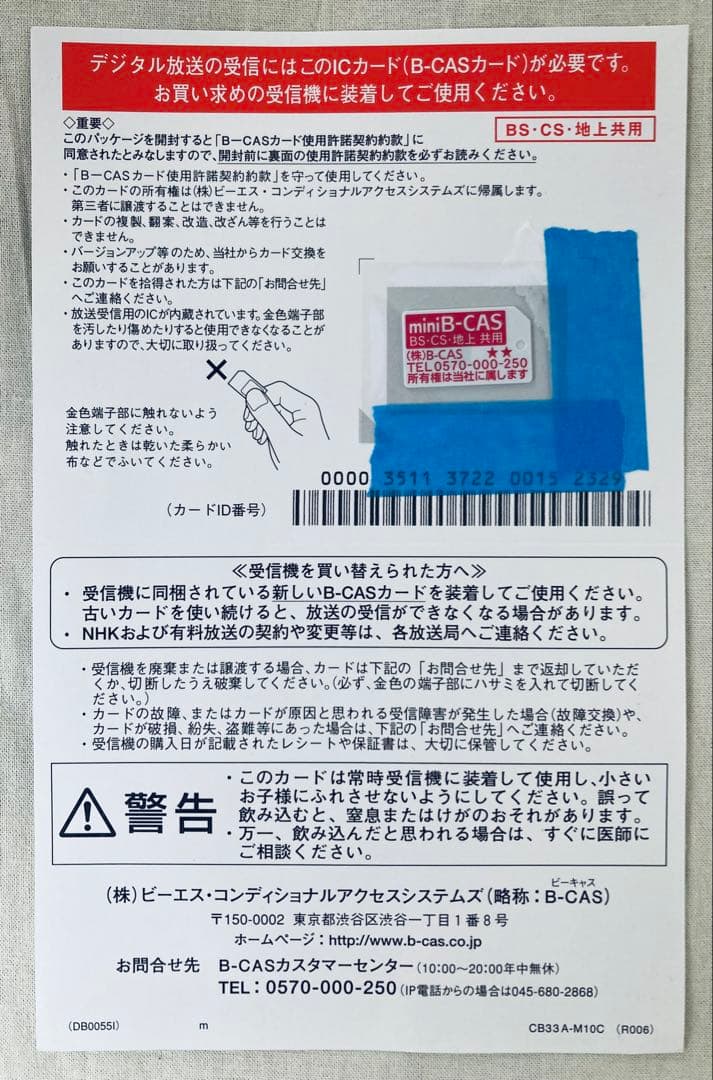 デジタル放送の受信にはこのICカード(B-CASカード)が必要です。
お買い求めの受信機に装着してご使用ください。
◇重要◇
BS・CS・地上共用
このパッケージを開封すると「B-CASカード使用許諾契約約款」に
同意されたとみなしますので、開封前に裏面の使用許諾契約約款を必ずお読みください。
・「B-CASカード使用許諾契約約款」を守って使用してください。
・このカードの所有権は(株)ビーエス・コンディショナルアクセスシステムズに帰属します。
第三者に譲渡することはできません。
・カードの複製、翻案、改造、改ざん等を行うことは
できません。
・バージョンアップ等のため、当社からカード交換を
お願いすることがあります。
・このカードを拾得された方は下記の「お問合せ先」
へご連絡ください。
・放送受信用のICが内蔵されています。金色端子部
を汚したり傷めたりすると使用できなくなることが
ありますので、大切に取り扱ってください。
miniB-CAS
BS・CS・地上 共用
(株)B-CAS ★★
TEL0570-000-250
所有権は当社に属します
金色端子部に触れないよう
注意してください。
触れたときは乾いた柔らかい
布などでふいてください。
0000 3511 3722 0015 2329
(カードID番号)
≪受信機を買い替えられた方へ≫
・受信機に同梱されている新しいB-CASカードを装着してご使用ください。
古いカードを使い続けると、放送の受信ができなくなる場合があります。
・NHKおよび有料放送の契約や変更等は、各放送局へご連絡ください。
・受信機を廃棄または譲渡する場合、カードは下記の「お問合せ先」まで返却していただ
くか、切断したうえ破棄してください。(必ず、金色の端子部にハサミを入れて切断してく
ださい。)
・カードの故障、またはカードが原因と思われる受信障害が発生した場合(故障交換)や、
カードが破損、紛失、盗難等にあった場合は、下記の「お問合せ先」へご連絡ください。
・受信機の購入日が記載されたレシートや保証書は、大切に保管してください。
警告
・このカードは常時受信機に装着して使用し、小さい
お子様にふれさせないようにしてください。誤って
飲み込むと、窒息またはけがのおそれがあります。
・万一、飲み込んだと思われる場合は、すぐに医師に
ご相談ください。
(株)ビーエス・コンディショナルアクセスシステムズ(略称:B-CAS)
ビーキャス
〒150-0002 東京都渋谷区渋谷一丁目1番8号
ホームページ:http://www.b-cas.co.jp
お問合せ先 B-CASカスタマーセンター(10:00~20:00年中無休)
TEL:0570-000-250(IP電話からの場合は045-680-2868)
(DB0055I) m CB33A-M10C (R006)